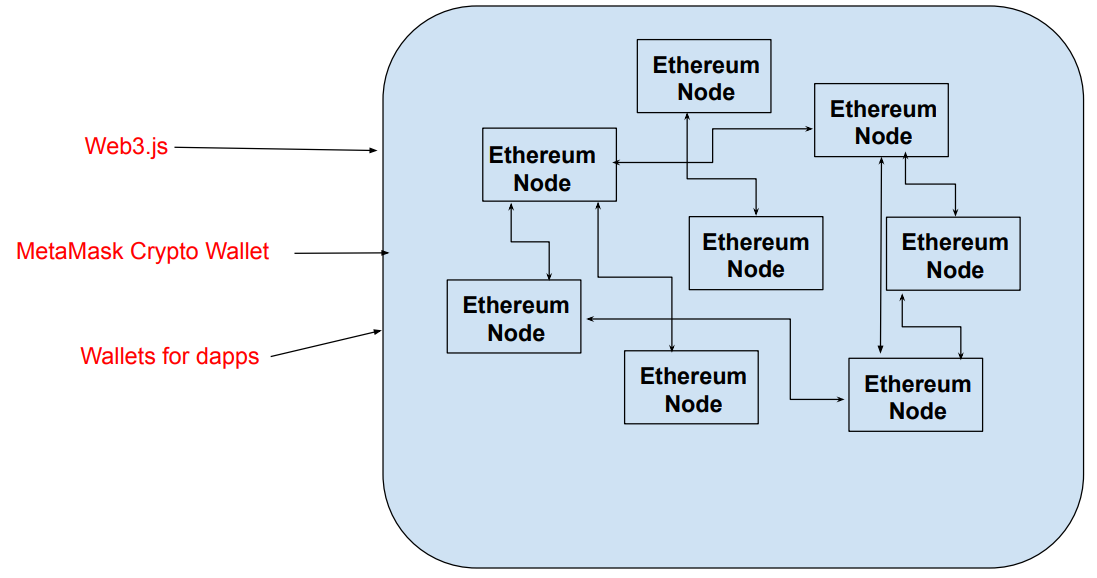 Web3.js
MetaMask Crypto Wallet
Wallets for dapps
Ethereum
Node
Ethereum
Node
Ethereum
Node
Ethereum
Node
Ethereum
Node
Ethereum
Node
Ethereum
Node
Ethereum
Node